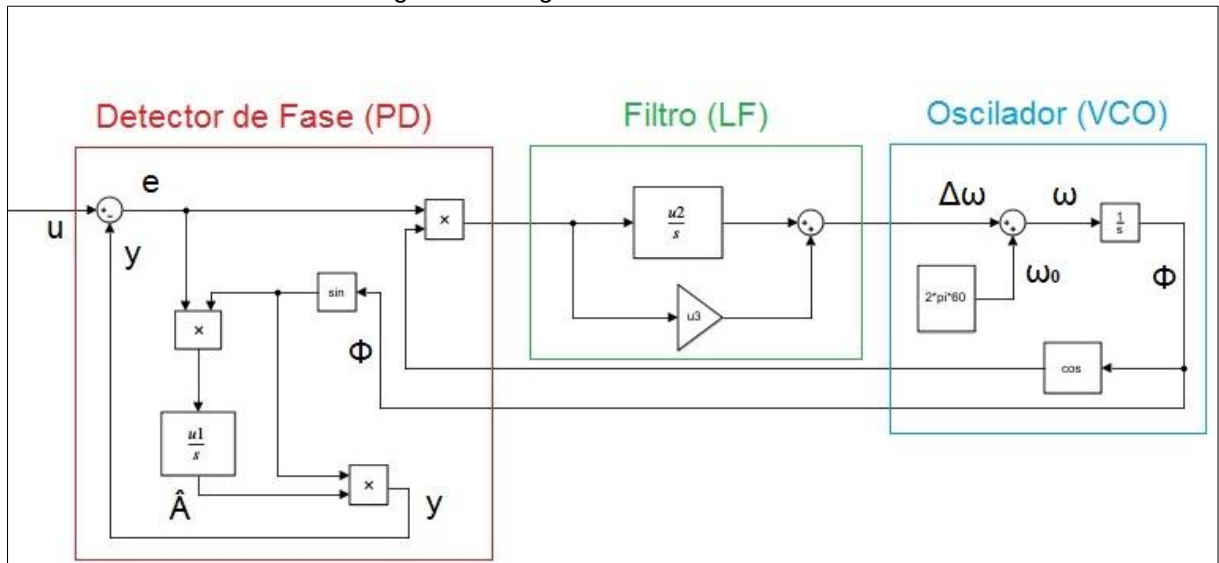 Detector de Fase (PD)
Filtro (LF)
Oscilador (VCO)
e
u
y
×
sin
×
Φ
u1
s
Â
×
y
u2
s
u3
Δω
ω
1
s
2*pi*60
ω₀
Φ
cos